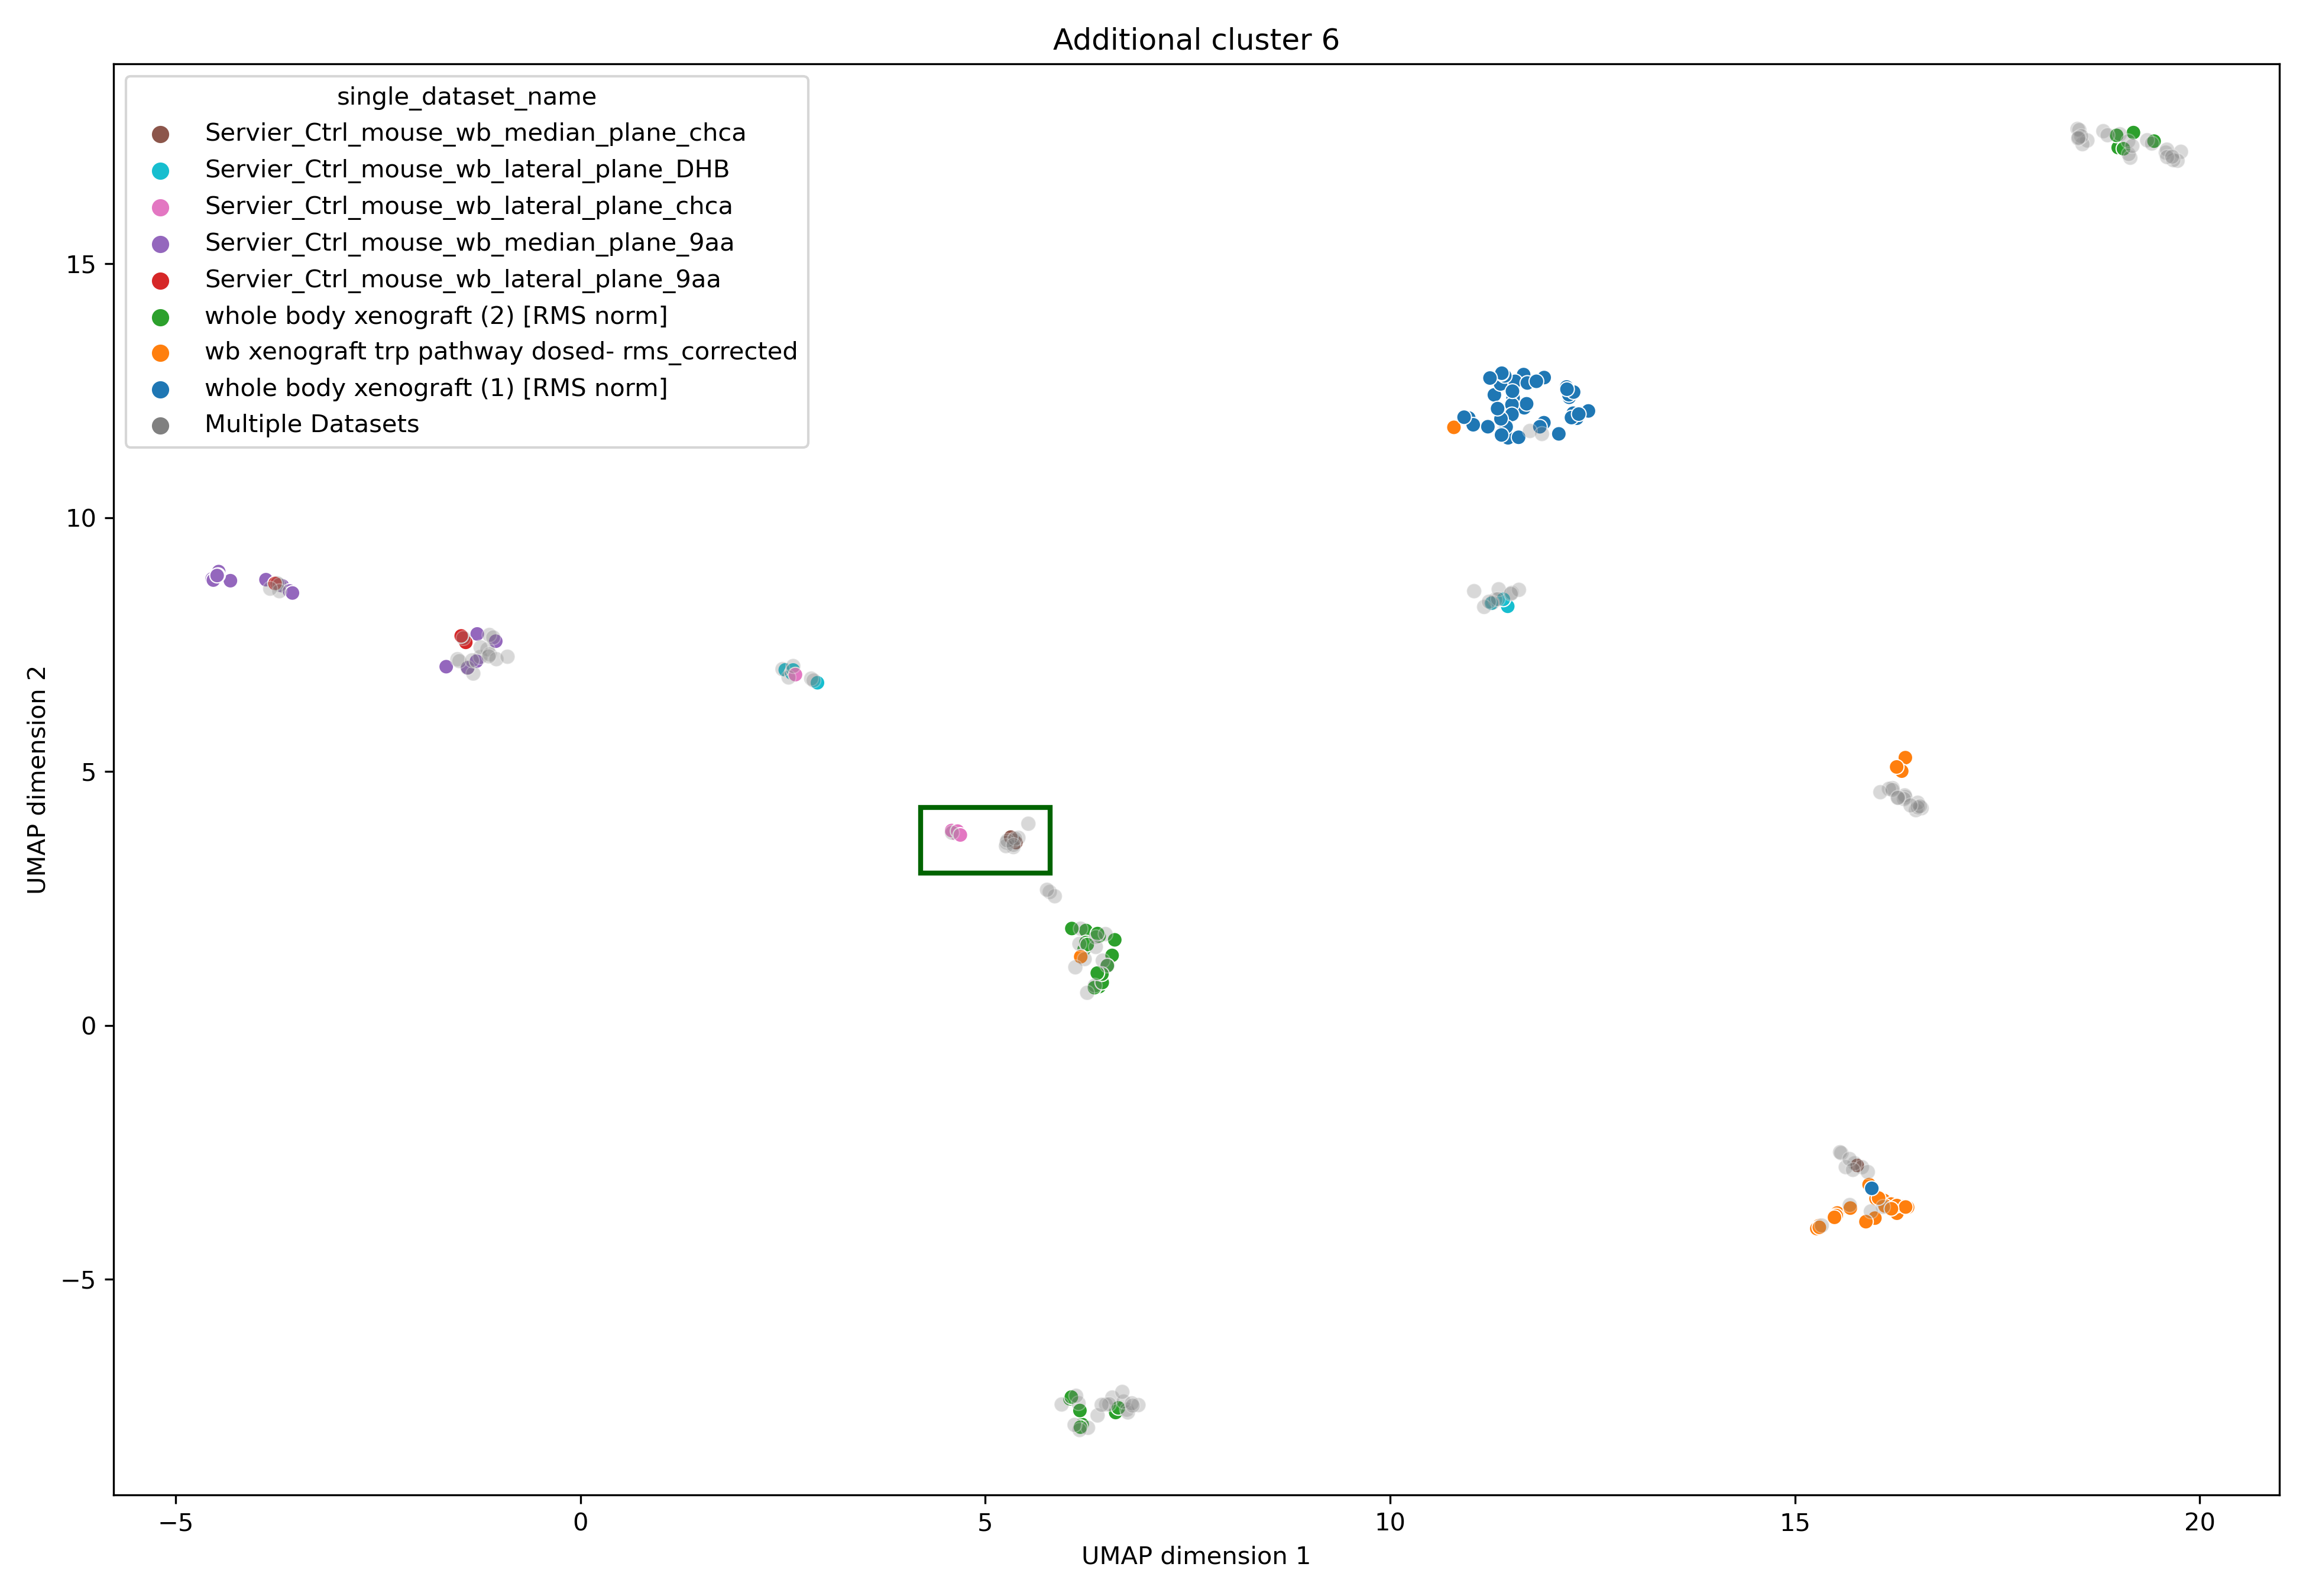 Additional cluster 6
single_dataset_name
Servier_Ctrl_mouse_wb_median_plane_chca
Servier_Ctrl_mouse_wb_lateral_plane_DHB
Servier_Ctrl_mouse_wb_lateral_plane_chca
Servier_Ctrl_mouse_wb_median_plane_9aa
Servier_Ctrl_mouse_wb_lateral_plane_9aa
whole body xenograft (2) [RMS norm]
wb xenograft trp pathway dosed- rms_corrected
whole body xenograft (1) [RMS norm]
Multiple Datasets
UMAP dimension 2
15
10
5
0
−5
−5
0
5
10
15
20
UMAP dimension 1